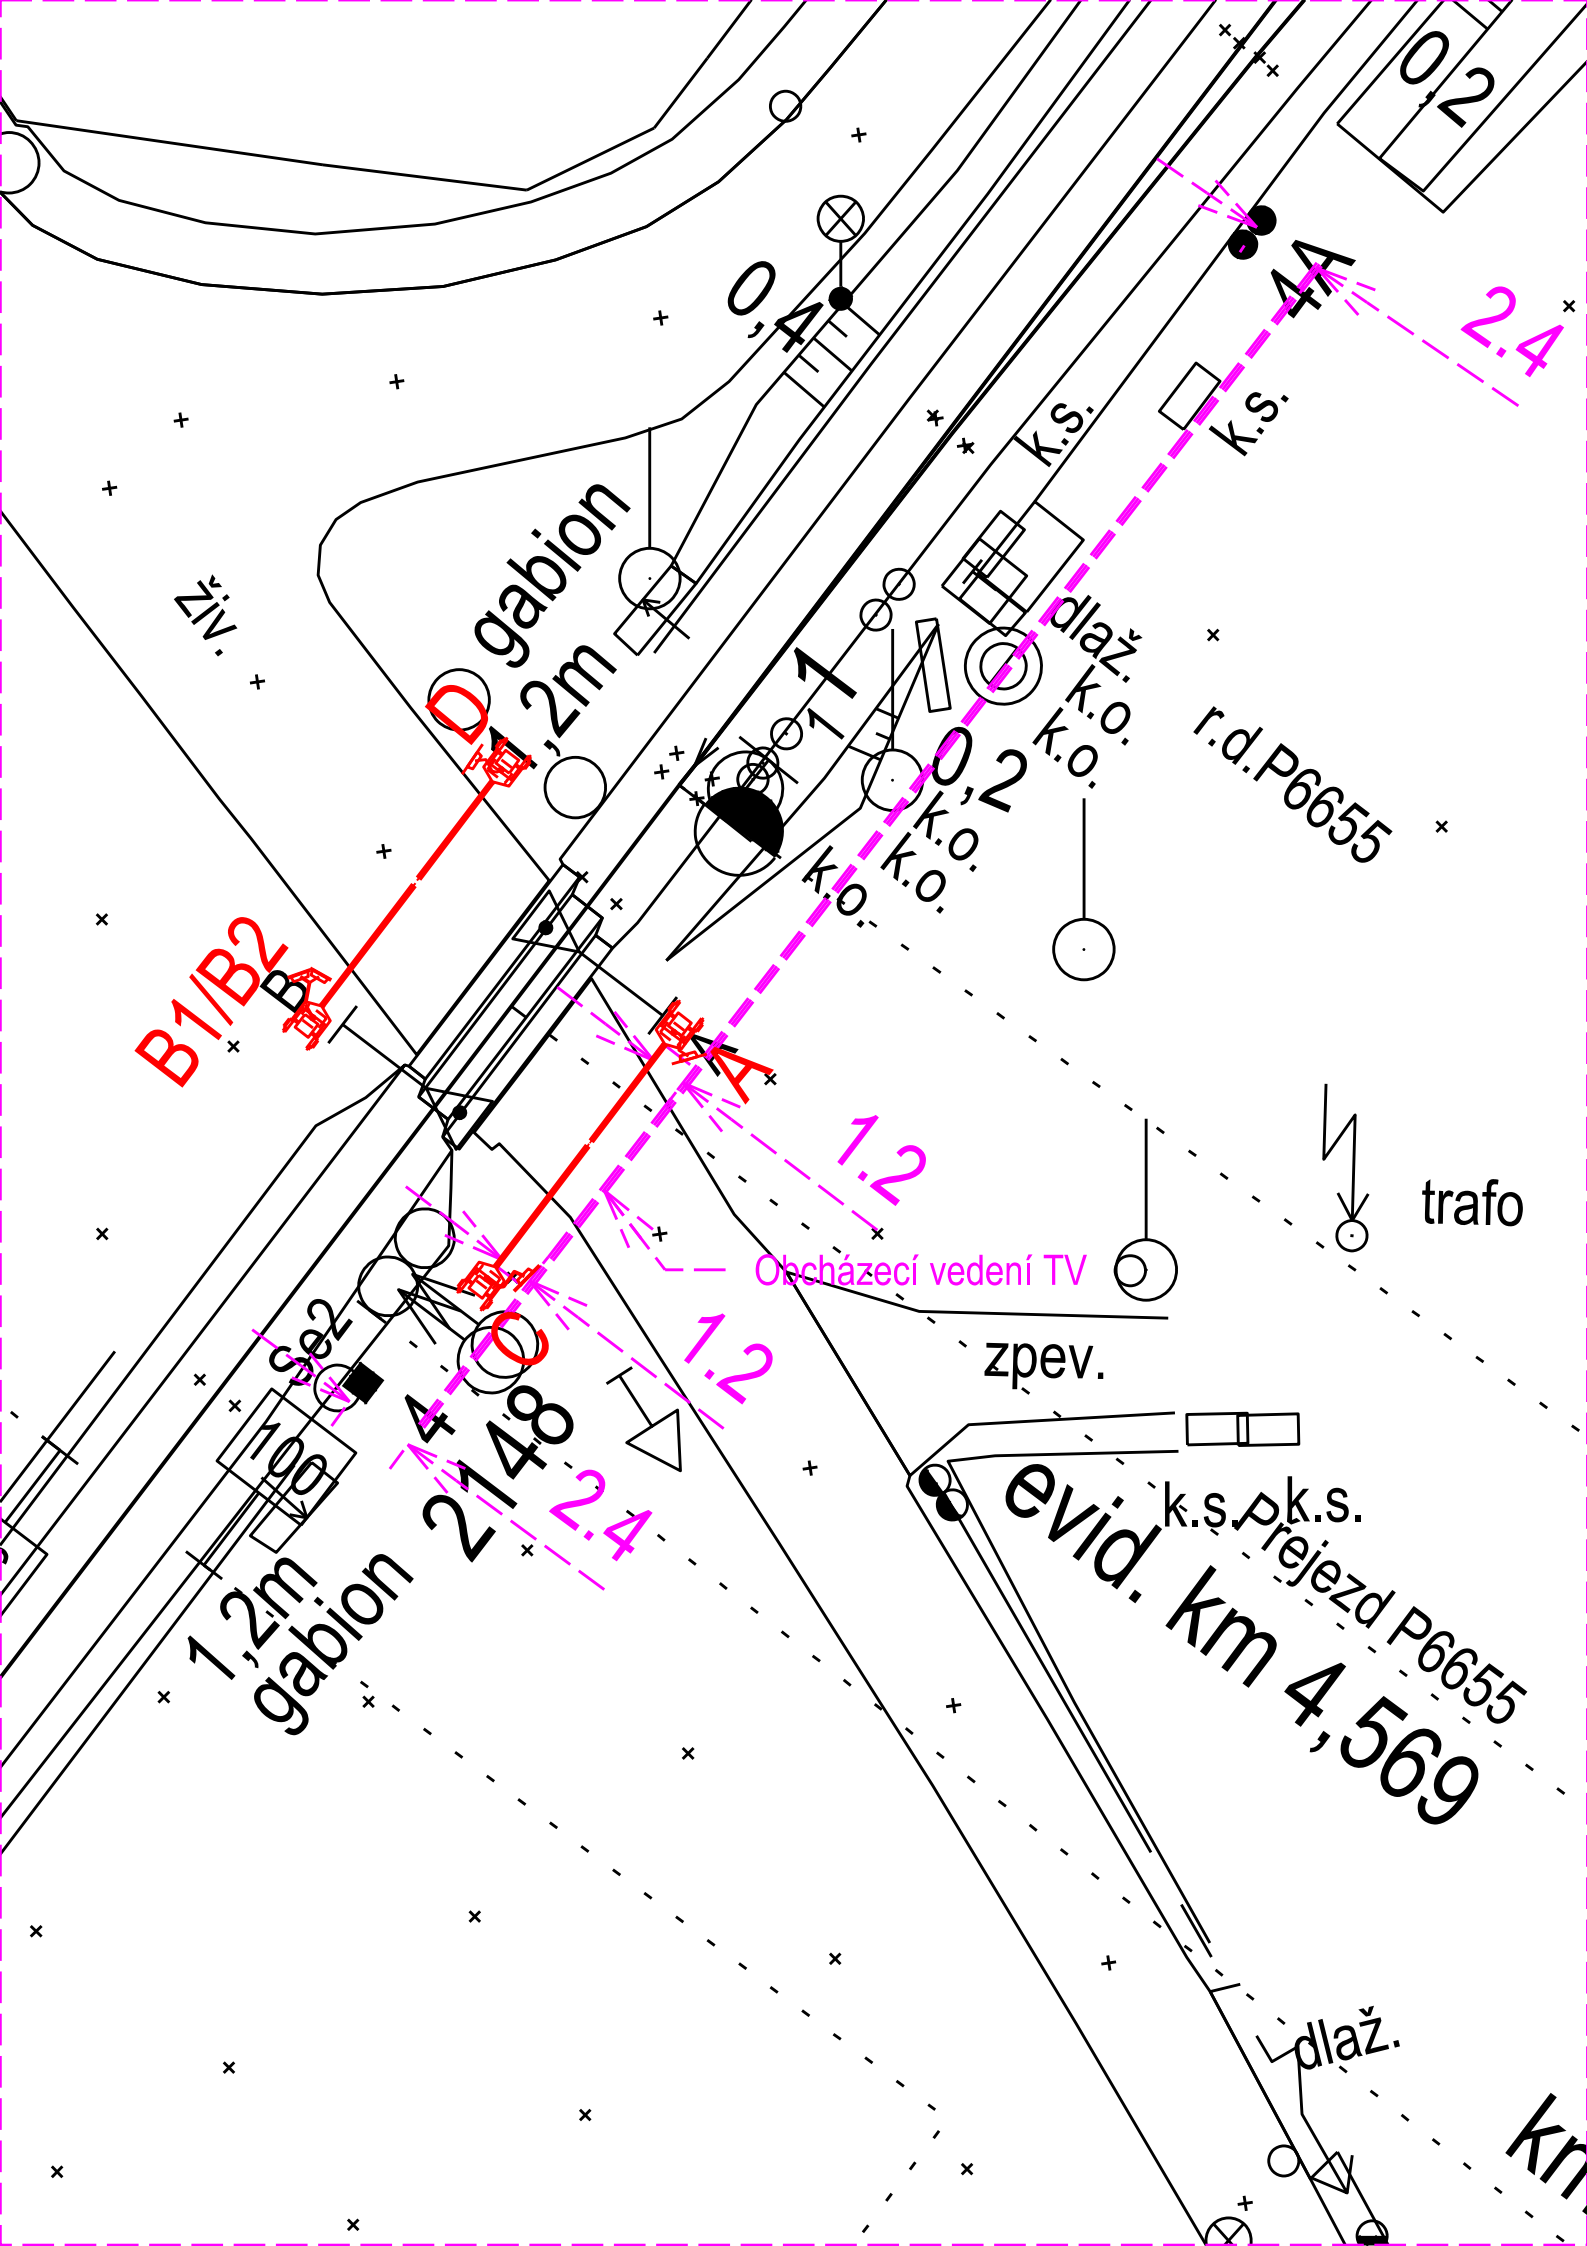 0,2
4A
2.4
0,4
k.s.
k.s.
gabion
1,2m
živ.
dlaž.
k.o.
k.o.
r.d.P6655
D
1
11
0,2
k.o.
k.o.
k.o.
B1/B2
B
A
A
1.2
trafo
Obcházecí vedení TV
1.2
C
Se2
zpev.
4
2148
100
2.4
k.s.
k.s.
Přejezd P6655
evid. km 4,569
1,2m
gabion
dlaž.